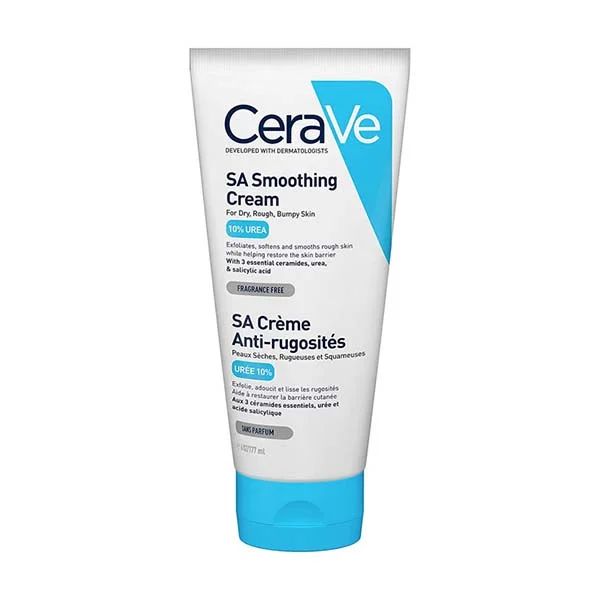 CeraVe
DEVELOPED WITH DERMATOLOGISTS
SA Smoothing
Cream
For Dry, Rough, Bumpy Skin
10% UREA
Exfoliates, softens and smooths rough skin
while helping restore the skin barrier
With 3 essential ceramides, urea,
& salicylic acid
FRAGRANCE FREE
SA Crème
Anti-rugosités
Peaux Sèches, Rugueuses et Squameuses
URÉE 10%
Exfolie, adoucit et lisse les rugosités
Aide à restaurer la barrière cutanée
Aux 3 céramides essentiels, urée et
acide salicylique
SANS PARFUM
177 ml